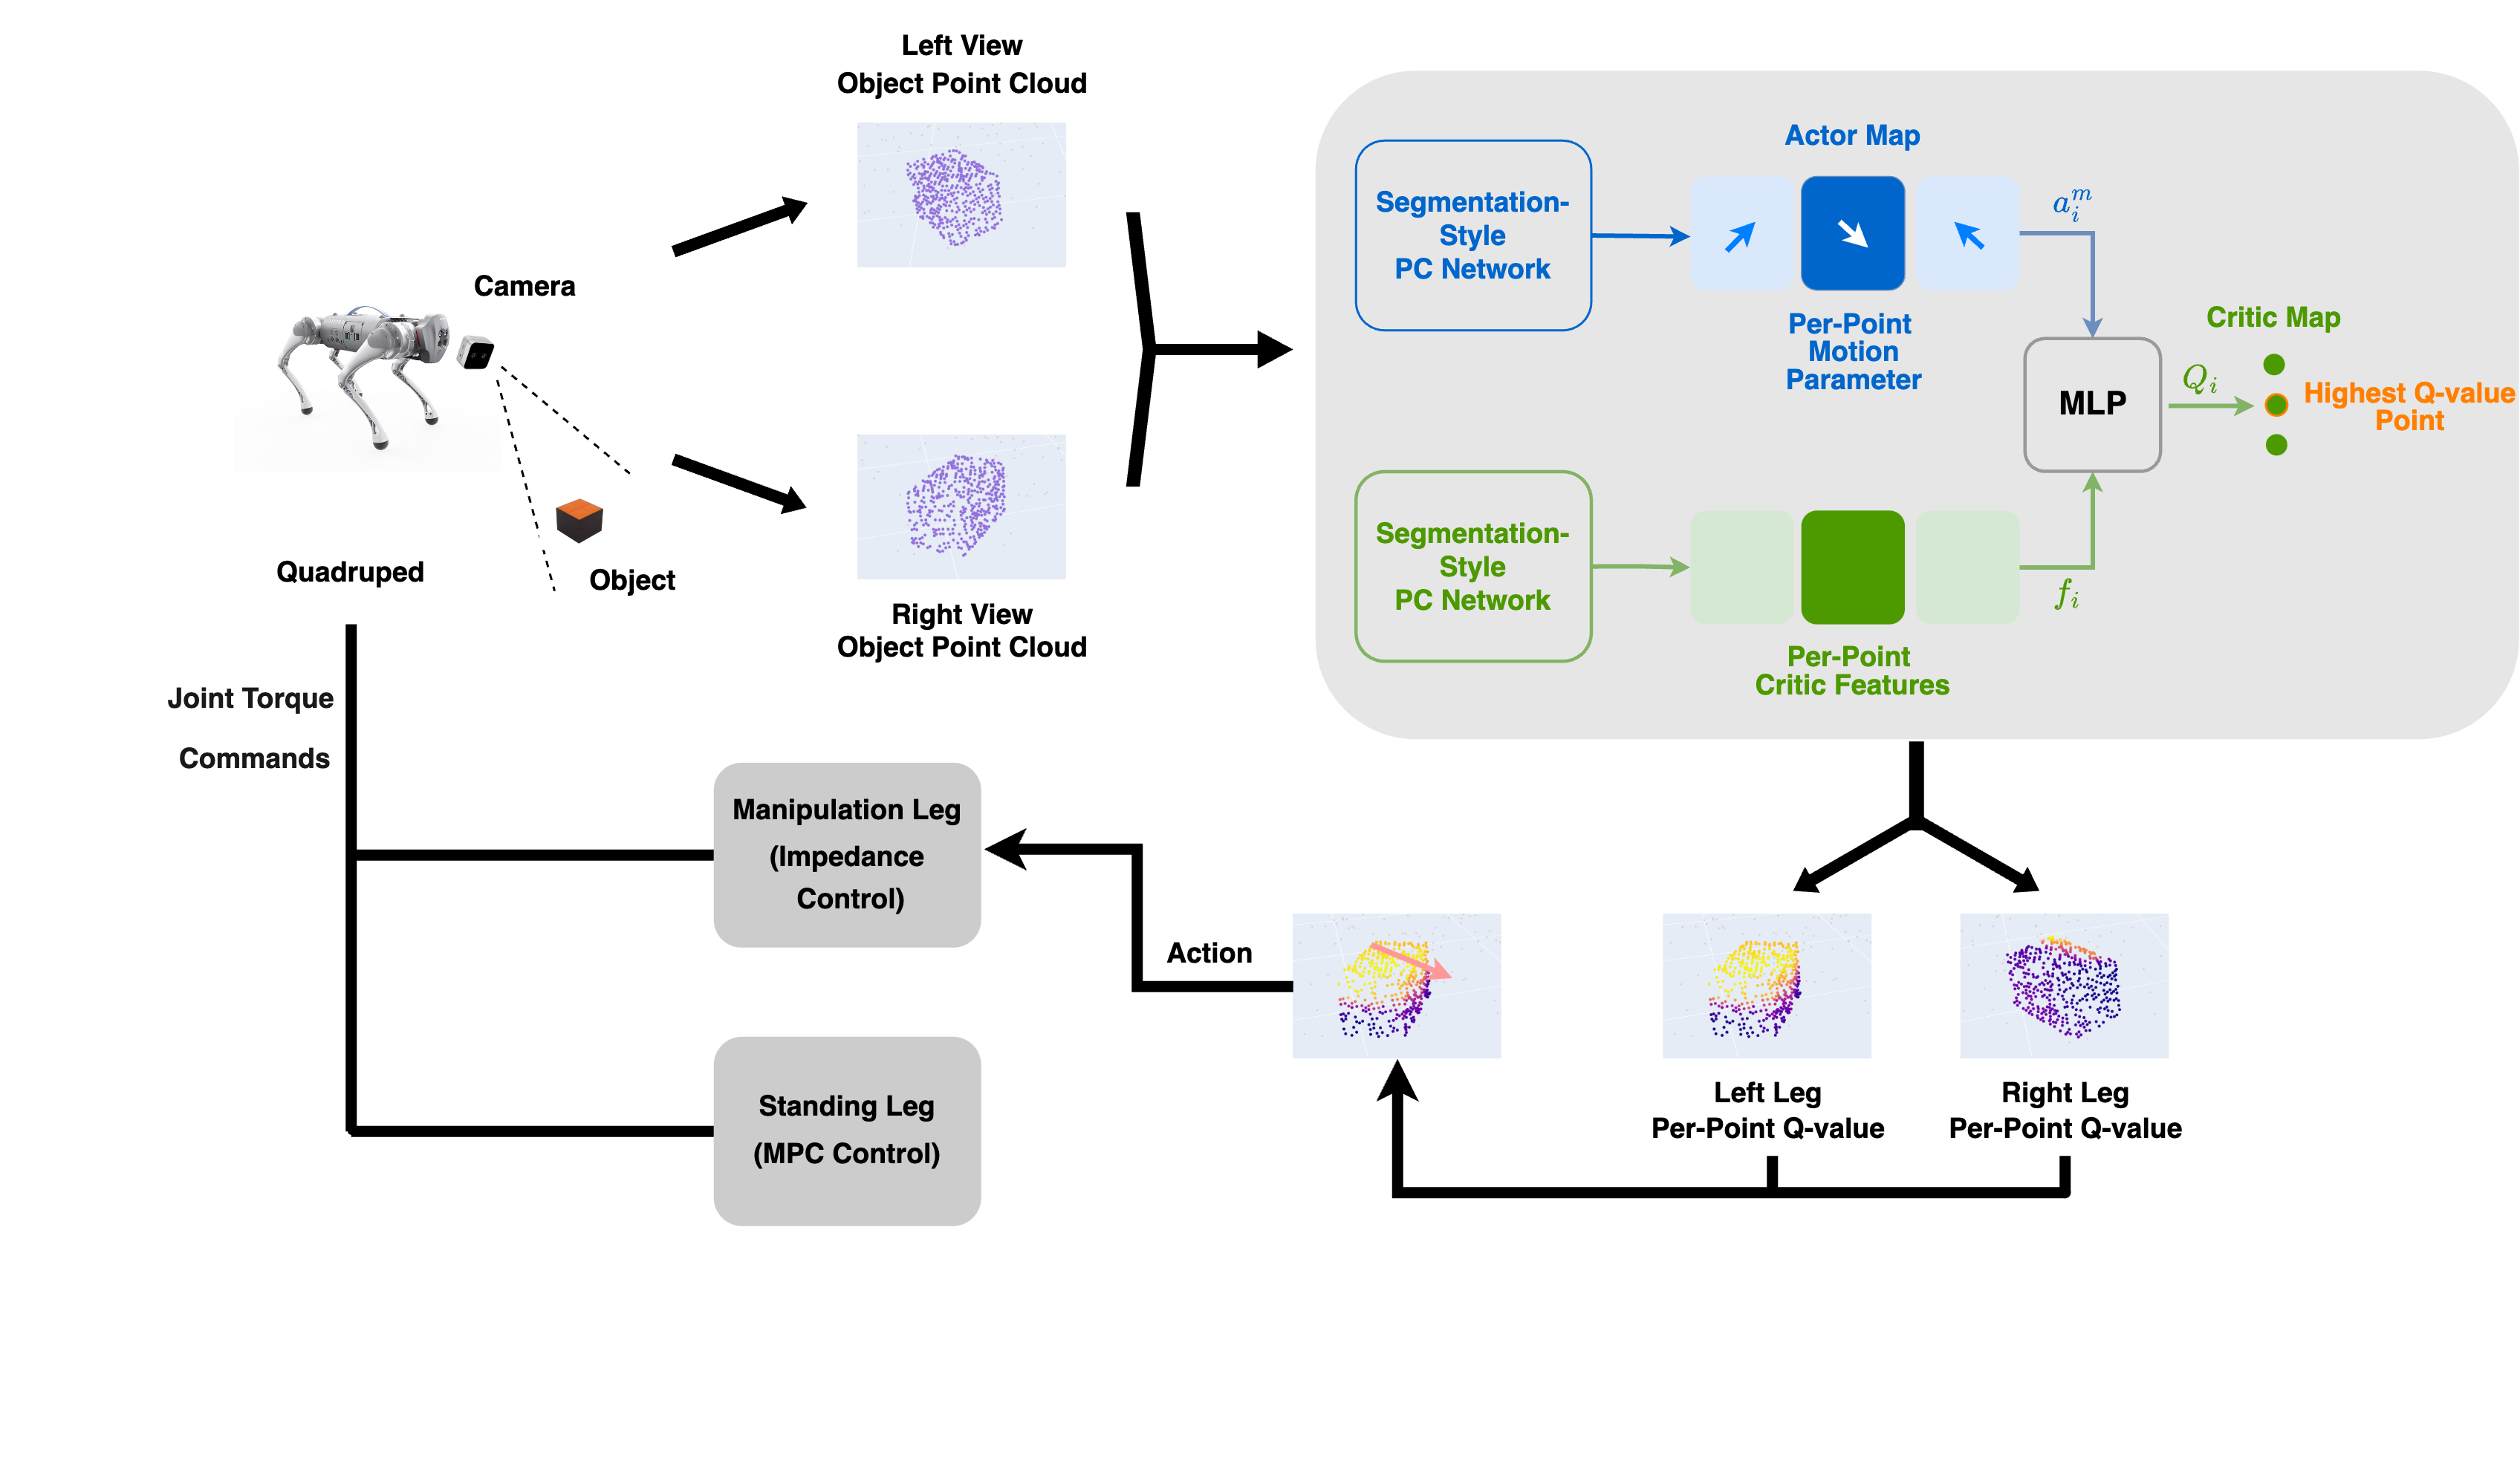 Left View
Object Point Cloud
Camera
Quadruped
Object
Right View
Object Point Cloud
Segmentation-
Style
PC Network
Actor Map
Per-Point
Motion
Parameter
a_i^m
MLP
Q_i
Critic Map
Highest Q-value
Point
Segmentation-
Style
PC Network
Per-Point
Critic Features
f_i
Joint Torque
Commands
Manipulation Leg
(Impedance
Control)
Standing Leg
(MPC Control)
Action
Left Leg
Per-Point Q-value
Right Leg
Per-Point Q-value